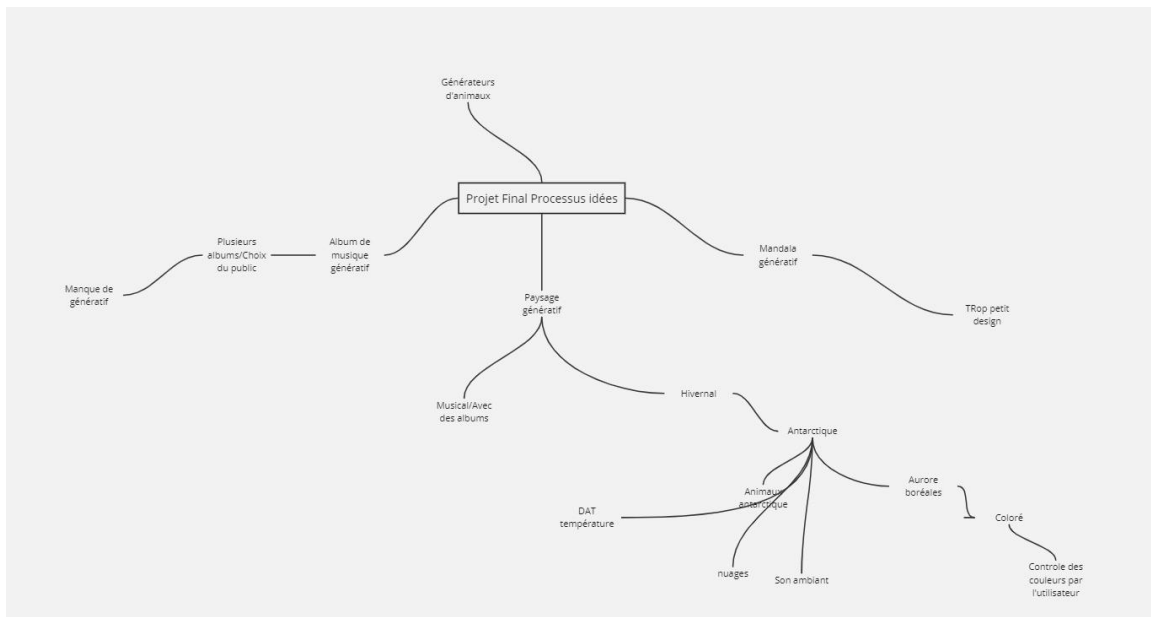 Générateurs
d'animaux
Projet Final Processus idées
Plusieurs
albums/Choix
du public
Album de
musique
génératif
Manque de
génératif
Mandala
génératif
TRop petit
design
Paysage
génératif
Musical/Avec
des albums
Hivernal
Antarctique
Animaux
antarctique
DAT
température
nuages
Son ambiant
Aurore
boréales
Coloré
Controle des
couleurs par
l'utilisateur